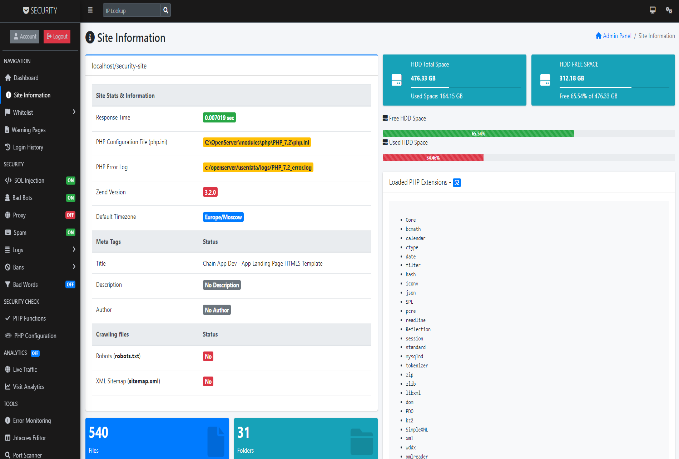 SECURITY
IP Lookup
Account
Logout
NAVIGATION
Dashboard
Site Information
Whitelist
Warning Pages
Login History
SECURITY
SQL Injection ON
Bad Bots ON
Proxy OFF
Spam ON
Logs
Bans
Bad Words OFF
SECURITY CHECK
PHP Functions
PHP Configuration
ANALYTICS OFF
Live Traffic
Visit Analytics
TOOLS
Error Monitoring
.htaccess Editor
Port Scanner
Site Information
Admin Panel / Site Information
localhost/security-site
Site Stats & Information
Response Time 0.007019 sec
PHP Configuration File (php.ini) C:\OpenServer\modules\php\PHP_7.2\php.ini
PHP Error Log c:/openserver/userdata/logs/PHP_7.2_error.log
Zend Version 3.2.0
Default Timezone Europe/Moscow
Meta Tags Status
Title Chain App Dev - App Landing Page HTML5 Template
Description No Description
Author No Author
Crawling files Status
Robots (robots.txt) No
XML Sitemap (sitemap.xml) No
540
Files
31
Folders
HDD Total Space
476.33 GB
Used Space: 164.15 GB
HDD FREE SPACE
312.18 GB
Free 65.54% of 476.33 GB
Free HDD Space
65.54%
Used HDD Space
34.46%
Loaded PHP Extensions -
Core
bcmath
calendar
ctype
date
filter
hash
iconv
json
SPL
pcre
readline
Reflection
session
standard
mysqlnd
tokenizer
zip
zlib
libxml
dom
PDO
bz2
SimpleXML
xml
wddx
xmlreader